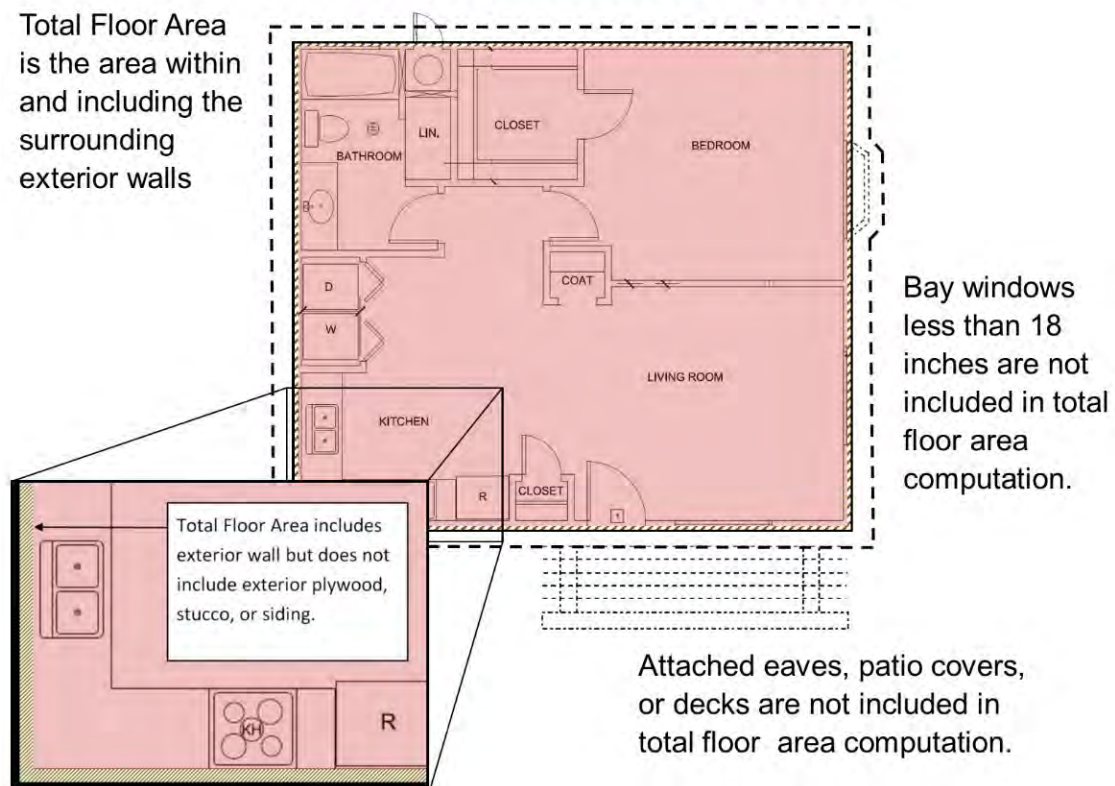 Total Floor Area
is the area within
and including the
surrounding
exterior walls
LIN.
CLOSET
BATHROOM
BEDROOM
D
COAT
W
LIVING ROOM
KITCHEN
R
CLOSET
Bay windows
less than 18
inches are not
included in total
floor area
computation.
Total Floor Area includes
exterior wall but does not
include exterior plywood,
stucco, or siding.
KH
R
Attached eaves, patio covers,
or decks are not included in
total floor area computation.